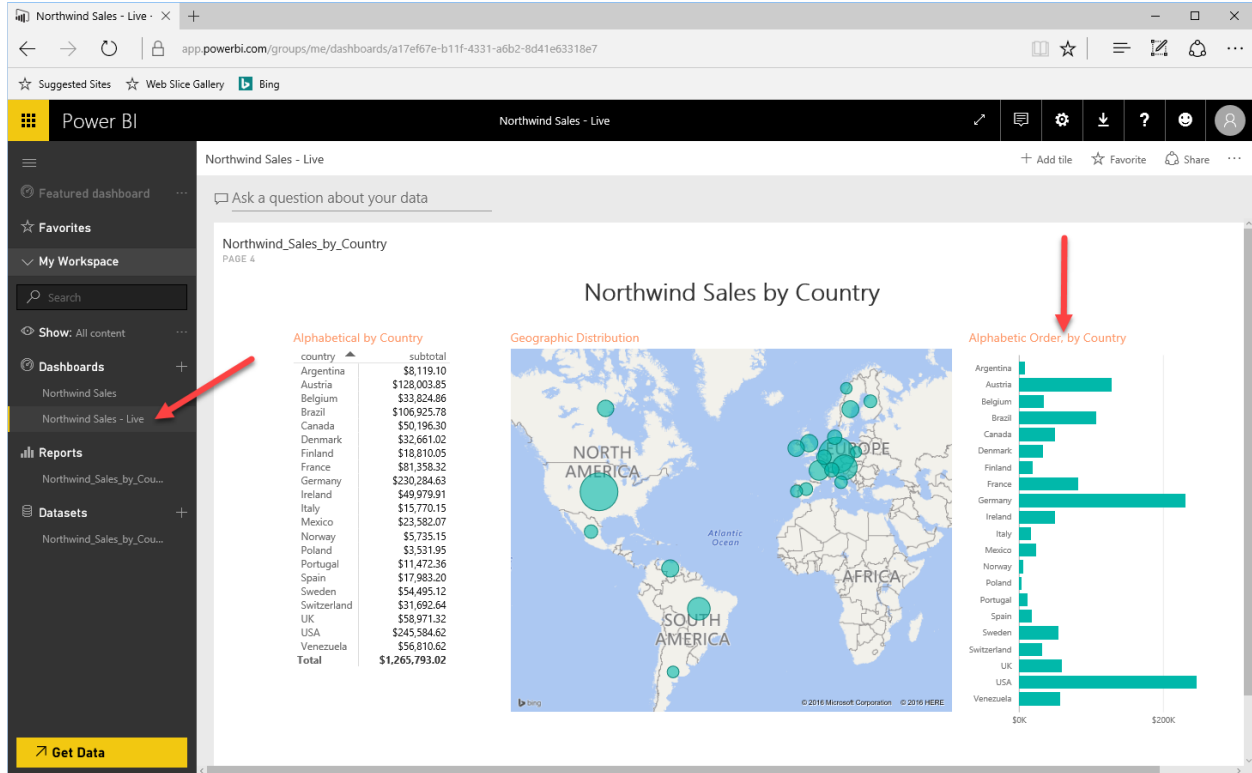 Northwind Sales - Live ·
app.powerbi.com/groups/me/dashboards/a17ef67e-b11f-4331-a6b2-8d41e63318e7
Suggested Sites Web Slice Gallery Bing
Power BI Northwind Sales - Live
Northwind Sales - Live Add tile Favorite Share
Featured dashboard
Ask a question about your data
Favorites
My Workspace
Search
Show: All content
Dashboards
Northwind Sales
Northwind Sales - Live
Reports
Northwind_Sales_by_Cou...
Datasets
Northwind_Sales_by_Cou...
Get Data
Northwind_Sales_by_Country
PAGE 4
Northwind Sales by Country
Alphabetical by Country
country subtotal
Argentina $8,119.10
Austria $128,003.85
Belgium $33,824.86
Brazil $106,925.78
Canada $50,196.30
Denmark $32,661.02
Finland $18,810.05
France $81,358.32
Germany $230,284.63
Ireland $49,979.91
Italy $15,770.15
Mexico $23,582.07
Norway $5,735.15
Poland $3,531.95
Portugal $11,472.36
Spain $17,983.20
Sweden $54,495.12
Switzerland $31,692.64
UK $58,971.32
USA $245,584.62
Venezuela $56,810.62
Total $1,265,793.02
Geographic Distribution
NORTH
AMERICA
EUROPE
Atlantic
Ocean
AFRICA
SOUTH
AMERICA
bing
© 2016 Microsoft Corporation © 2016 HERE
Alphabetic Order, by Country
Argentina
Austria
Belgium
Brazil
Canada
Denmark
Finland
France
Germany
Ireland
Italy
Mexico
Norway
Poland
Portugal
Spain
Sweden
Switzerland
UK
USA
Venezuela
$0K $200K